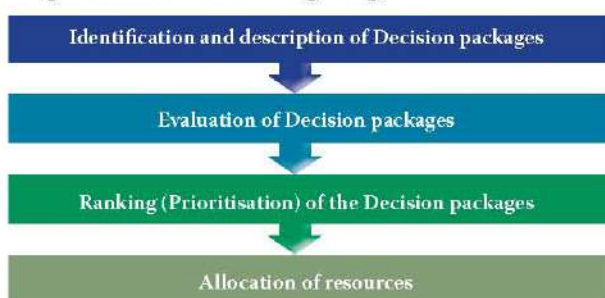 Identification and description of Decision packages
Evaluation of Decision packages
Ranking (Prioritisation) of the Decision packages
Allocation of resources